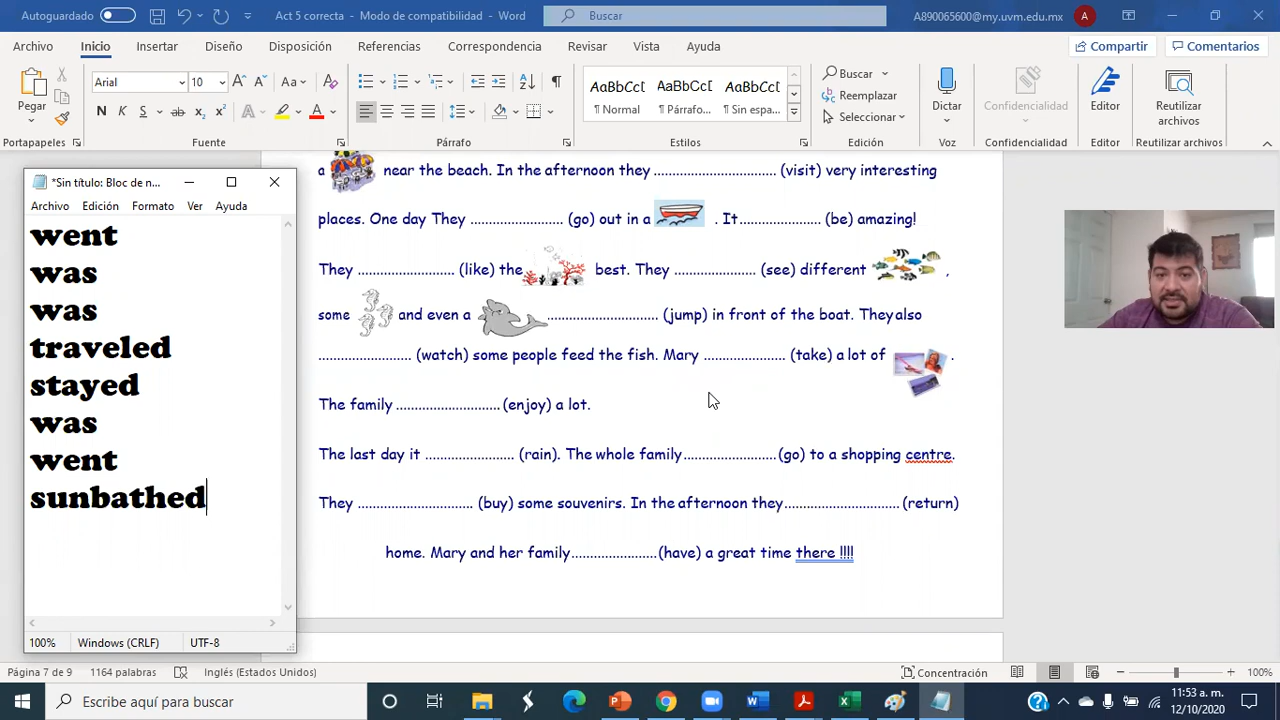 Autoguardado
Act 5 correcta - Modo de compatibilidad - Word
Buscar
A890065600@my.uvm.edu.mx
A
Archivo Inicio Insertar Diseño Disposición Referencias Correspondencia Revisar Vista Ayuda
Compartir Comentarios
Pegar
Arial 10
N K S ab x₂ x²
AaBbCc AaBbCc AaBbCc
¶ Normal ¶ Párrafo... ¶ Sin espa...
Buscar
Reemplazar
Seleccionar
Dictar
Confidencialidad
Editor
Reutilizar archivos
Portapapeles Fuente Párrafo Estilos Edición Voz Confidencialidad Editor Reutilizar archivos
*Sin título: Bloc de n...
Archivo Edición Formato Ver Ayuda
went
was
was
traveled
stayed
was
went
sunbathed
100% Windows (CRLF) UTF-8
a near the beach. In the afternoon they .............................. (visit) very interesting
places. One day They .................... (go) out in a . It.................... (be) amazing!
They ..................... (like) the best. They .................. (see) different ,
some and even a ........................ (jump) in front of the boat. They also
.................... (watch) some people feed the fish. Mary .................. (take) a lot of .
The family ....................... (enjoy) a lot.
The last day it .................... (rain). The whole family.................... (go) to a shopping centre.
They ......................... (buy) some souvenirs. In the afternoon they......................... (return)
home. Mary and her family......................(have) a great time there !!!!
Página 7 de 9 1164 palabras Inglés (Estados Unidos)
Concentración
100%
Escribe aquí para buscar
11:53 a. m.
12/10/2020